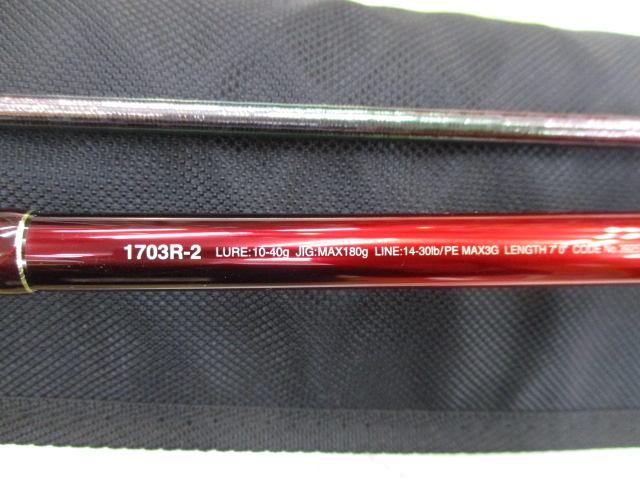 1703R-2 LURE:10-40g JIG:MAX180g LINE:14-30lb/PE MAX3G LENGTH 7'0" CODE No.